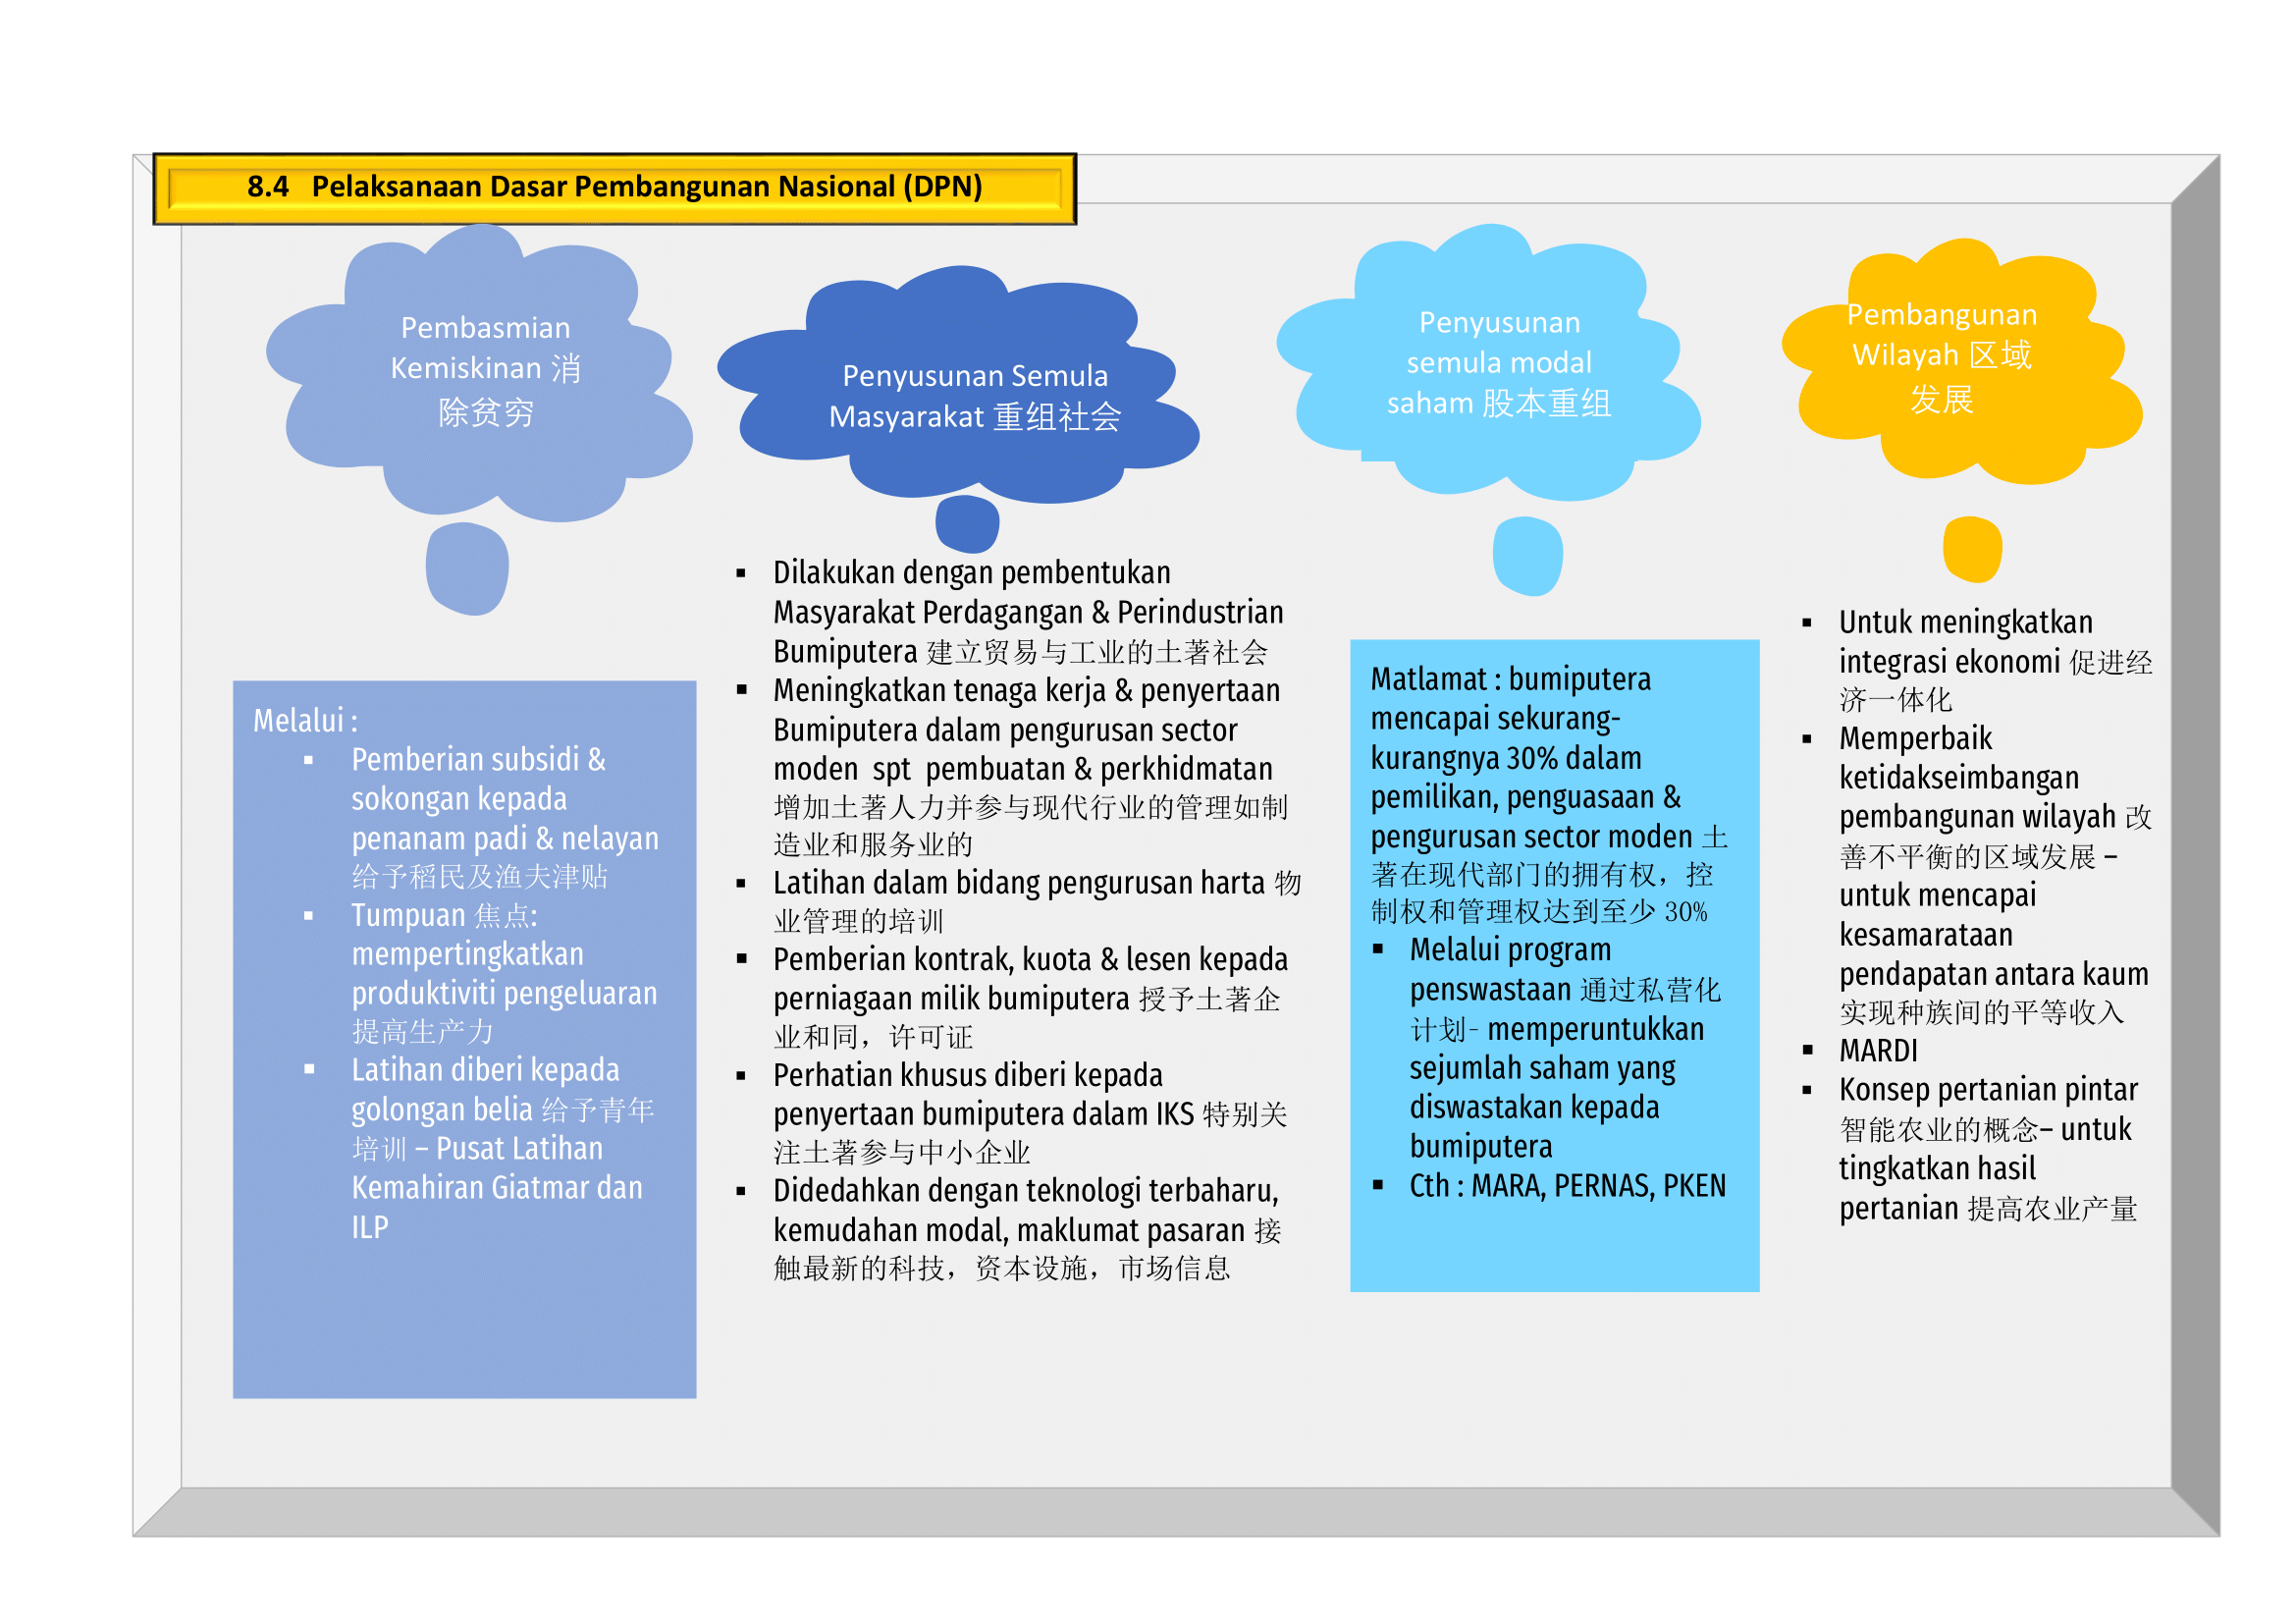 8.4 Pelaksanaan Dasar Pembangunan Nasional (DPN)
Pembasmian
Kemiskinan 消
除贫穷
Melalui :
▪ Pemberian subsidi &
sokongan kepada
penanam padi & nelayan
给予稻民及渔夫津贴
▪ Tumpuan 焦点:
mempertingkatkan
produktiviti pengeluaran
提高生产力
▪ Latihan diberi kepada
golongan belia 给予青年
培训 – Pusat Latihan
Kemahiran Giatmar dan
ILP
Penyusunan Semula
Masyarakat 重组社会
▪ Dilakukan dengan pembentukan
Masyarakat Perdagangan & Perindustrian
Bumiputera 建立贸易与工业的土著社会
▪ Meningkatkan tenaga kerja & penyertaan
Bumiputera dalam pengurusan sector
moden spt pembuatan & perkhidmatan
增加土著人力并参与现代行业的管理如制
造业和服务业的
▪ Latihan dalam bidang pengurusan harta 物
业管理的培训
▪ Pemberian kontrak, kuota & lesen kepada
perniagaan milik bumiputera 授予土著企
业和同，许可证
▪ Perhatian khusus diberi kepada
penyertaan bumiputera dalam IKS 特别关
注土著参与中小企业
▪ Didedahkan dengan teknologi terbaharu,
kemudahan modal, maklumat pasaran 接
触最新的科技，资本设施，市场信息
Penyusunan
semula modal
saham 股本重组
Matlamat : bumiputera
mencapai sekurang-
kurangnya 30% dalam
pemilikan, penguasaan &
pengurusan sector moden 土
著在现代部门的拥有权，控
制权和管理权达到至少 30%
▪ Melalui program
penswastaan 通过私营化
计划- memperuntukkan
sejumlah saham yang
diswastakan kepada
bumiputera
▪ Cth : MARA, PERNAS, PKEN
Pembangunan
Wilayah 区域
发展
▪ Untuk meningkatkan
integrasi ekonomi 促进经
济一体化
▪ Memperbaik
ketidakseimbangan
pembangunan wilayah 改
善不平衡的区域发展 –
untuk mencapai
kesamarataan
pendapatan antara kaum
实现种族间的平等收入
▪ MARDI
▪ Konsep pertanian pintar
智能农业的概念– untuk
tingkatkan hasil
pertanian 提高农业产量